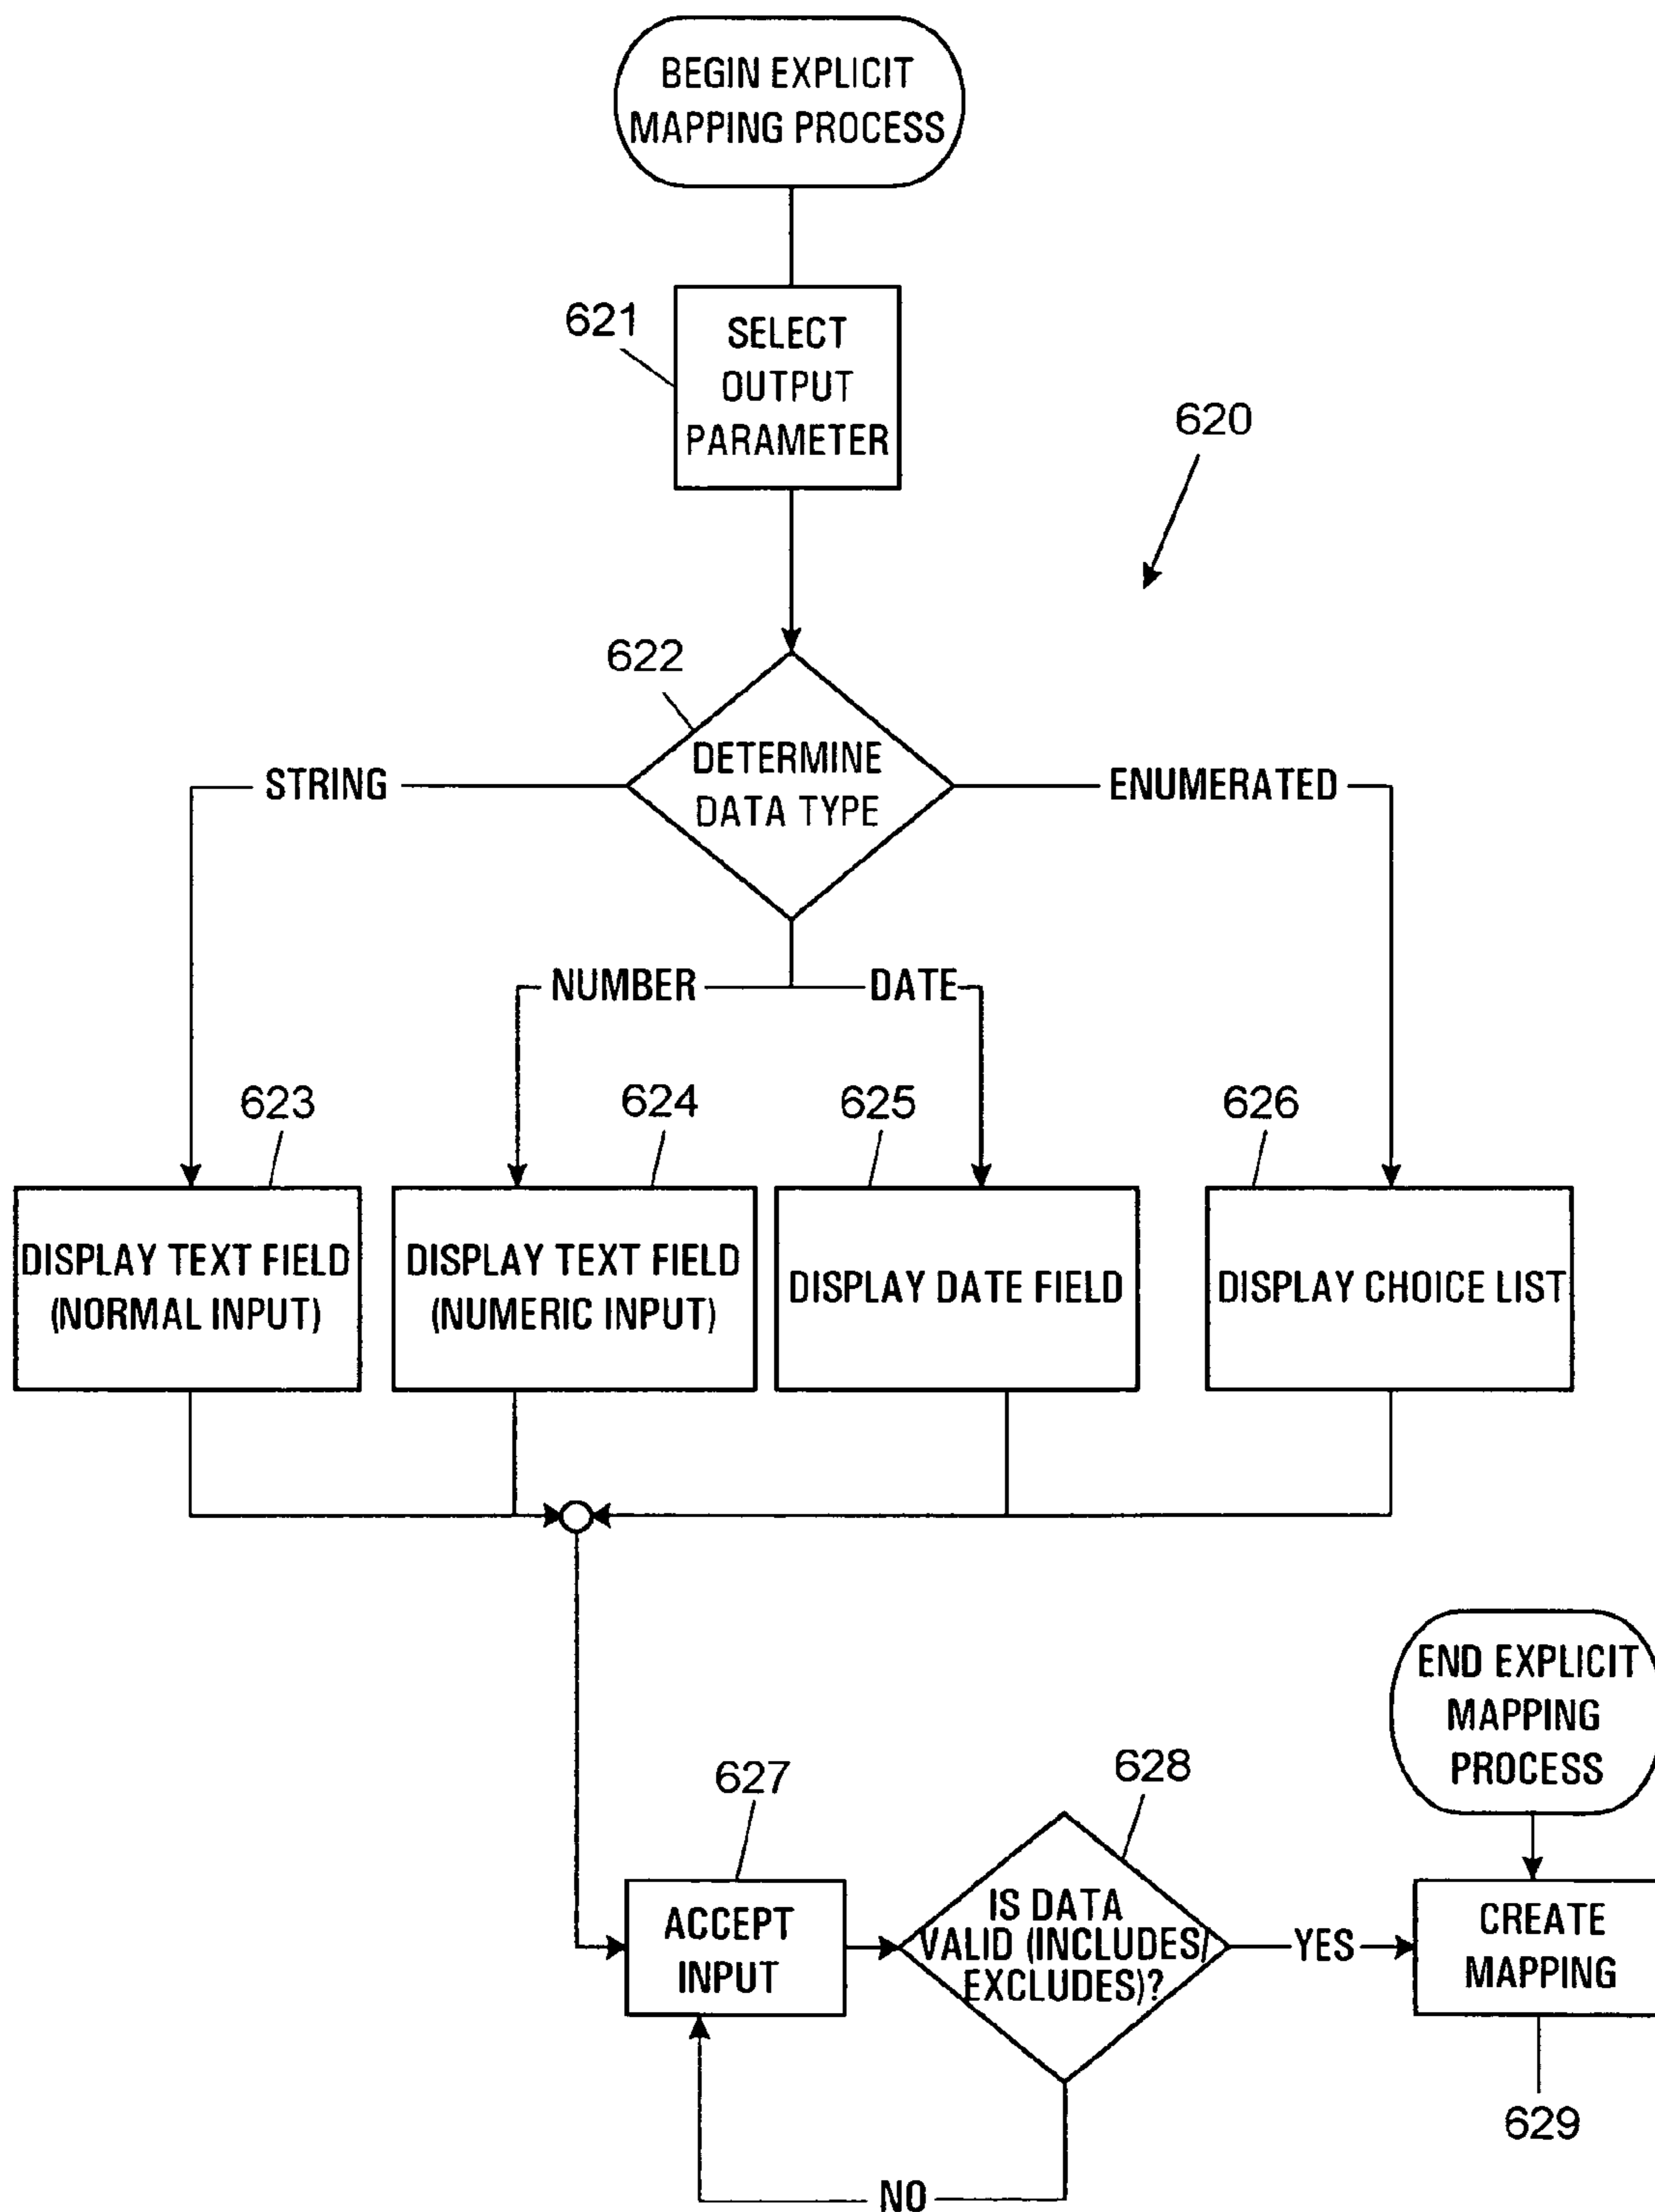 BEGIN EXPLICIT
MAPPING PROCESS
621
SELECT
OUTPUT
PARAMETER
620
622
DETERMINE
DATA TYPE
STRING
ENUMERATED
NUMBER
DATE
623
624
625
626
DISPLAY TEXT FIELD
(NORMAL INPUT)
DISPLAY TEXT FIELD
(NUMERIC INPUT)
DISPLAY DATE FIELD
DISPLAY CHOICE LIST
END EXPLICIT
MAPPING
PROCESS
627
628
ACCEPT
INPUT
IS DATA
VALID (INCLUDES/
EXCLUDES)?
YES
CREATE
MAPPING
629
NO